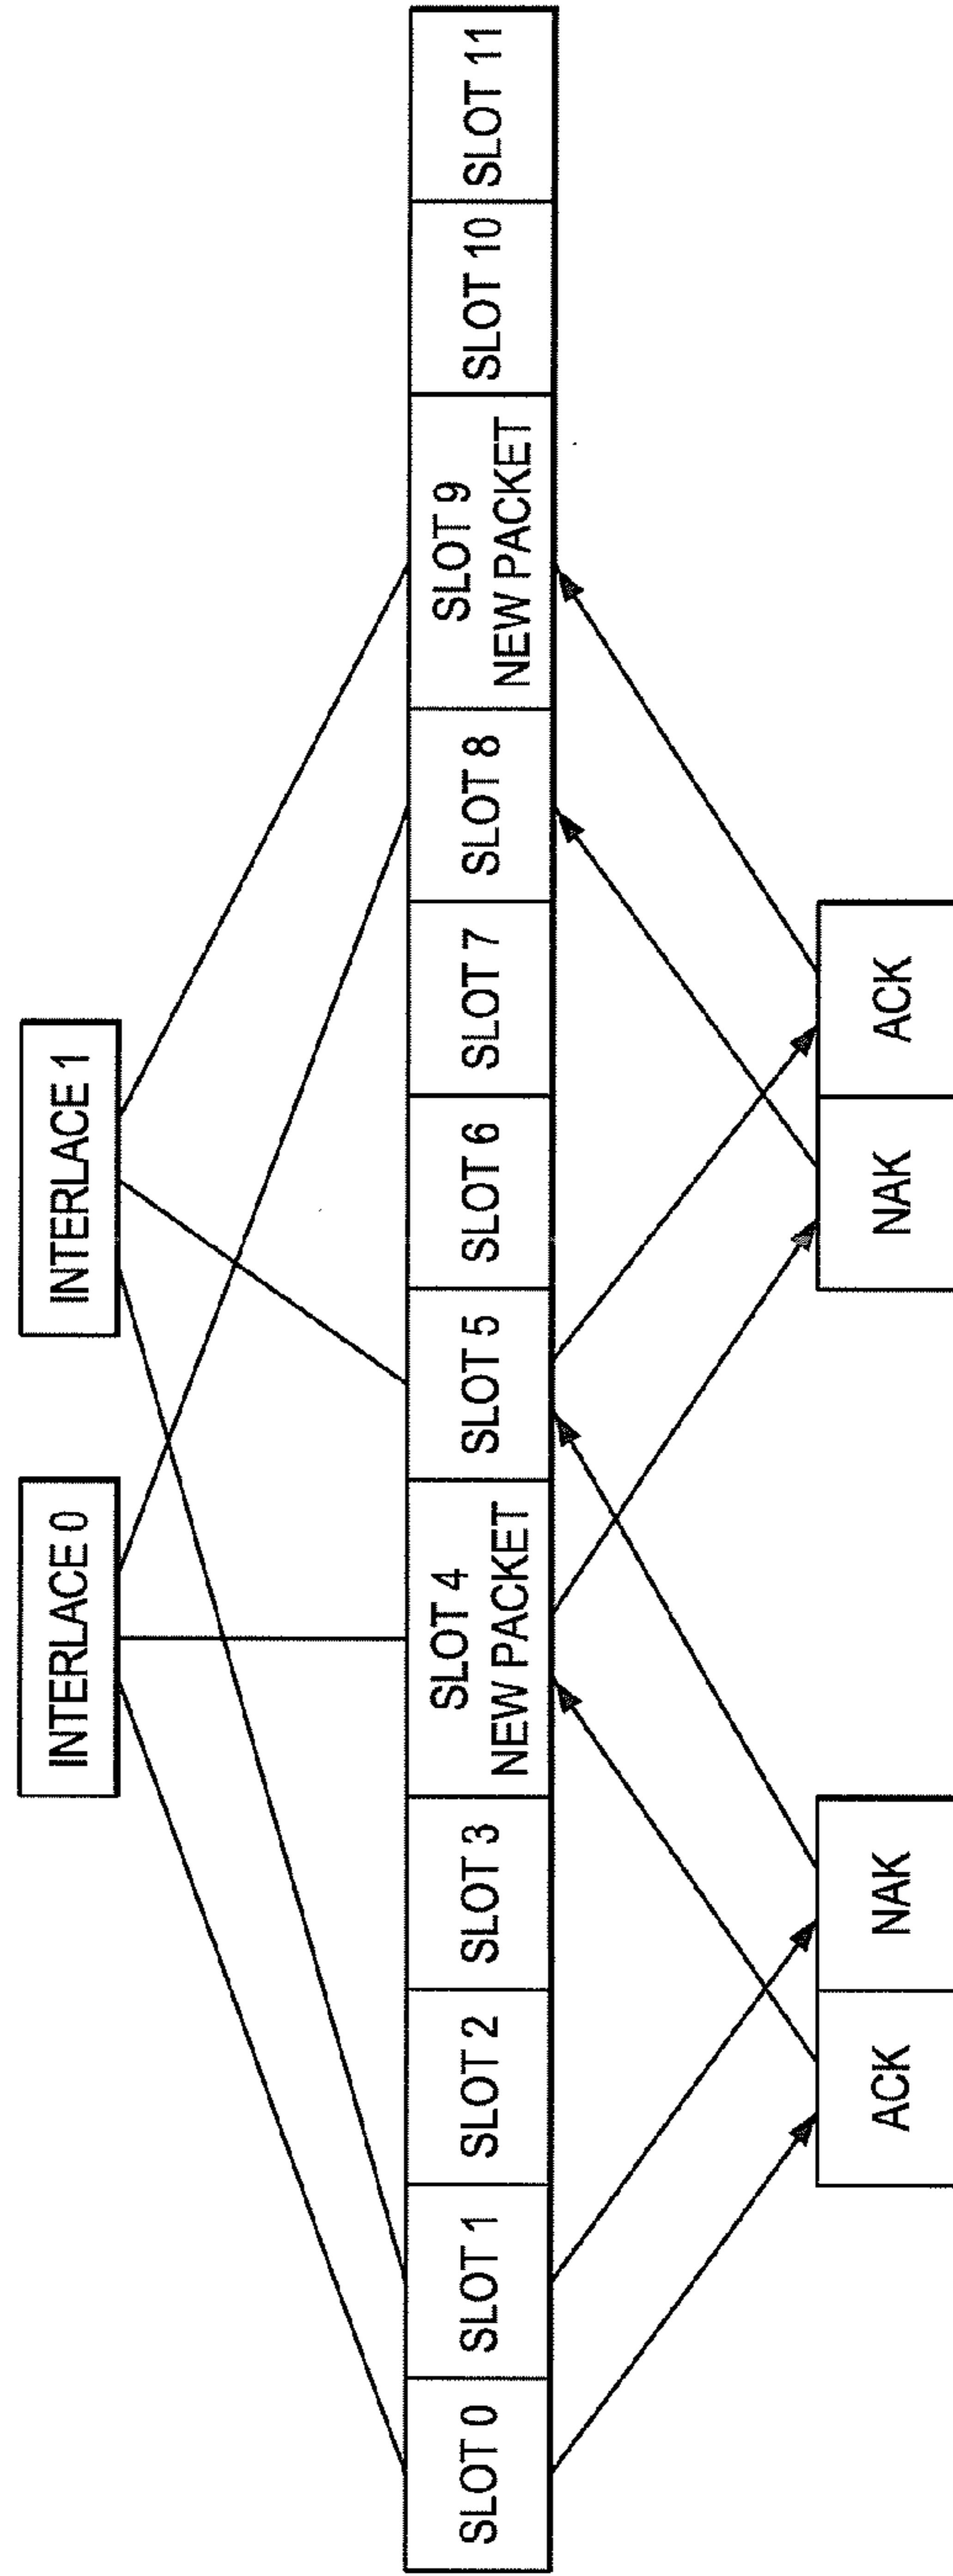 INTERLACE 0
INTERLACE 1
SLOT 0
SLOT 1
SLOT 2
SLOT 3
SLOT 4
NEW PACKET
SLOT 5
SLOT 6
SLOT 7
SLOT 8
SLOT 9
NEW PACKET
SLOT 10
SLOT 11
ACK
NAK
NAK
ACK